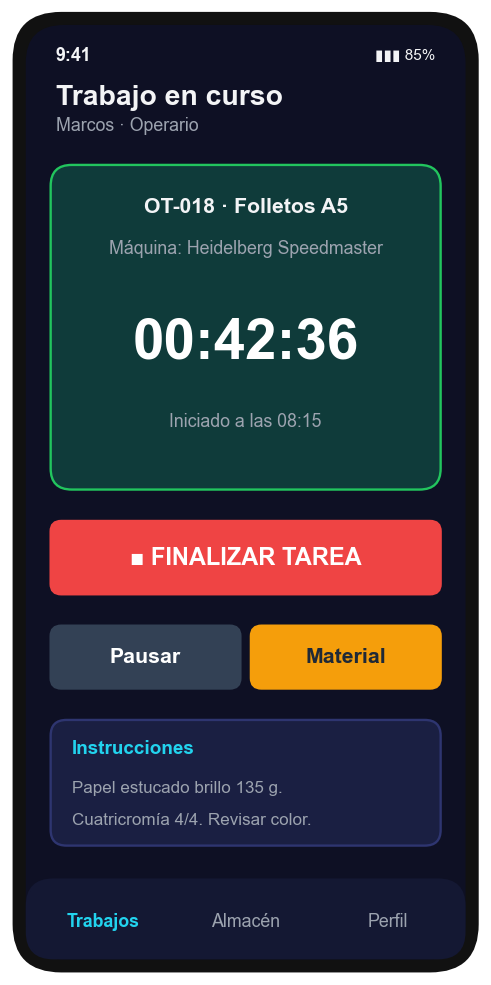 9:41
▮▮▮ 85%
Trabajo en curso
Marcos · Operario
OT-018 · Folletos A5
Máquina: Heidelberg Speedmaster
00:42:36
Iniciado a las 08:15
■ FINALIZAR TAREA
Pausar
Material
Instrucciones
Papel estucado brillo 135 g.
Cuatricromía 4/4. Revisar color.
Trabajos
Almacén
Perfil